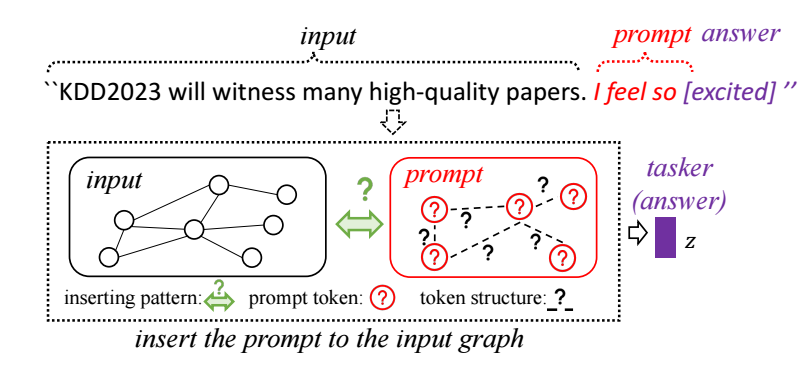 input prompt answer
``KDD2023 will witness many high-quality papers. I feel so [excited] ’’
input ? prompt ? tasker
(answer)
? ? ?
? ? ? ?
? ? ? ?
z
inserting pattern: ? prompt token: ? token structure: _?_
insert the prompt to the input graph